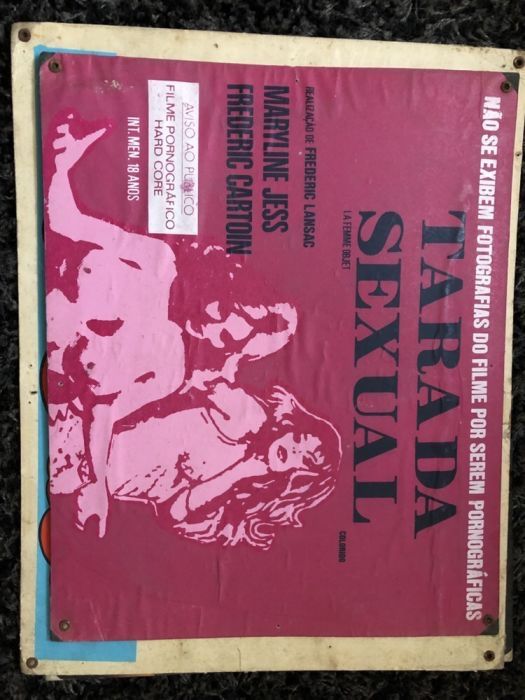 NÃO SE EXIBEM FOTOGRAFIAS DO FILME POR SEREM PORNOGRÁFICAS
TARADA
SEXUAL
COLORIDO
LA FEMME OBJET
REALIZAÇÃO DE FREDERIC LANSAC
MARYLINE JESS
FREDERIC CARTOIN
AVISO AO PÚBLICO
FILME PORNOGRÁFICO
HARD CORE
INT. MEN. 18 ANOS